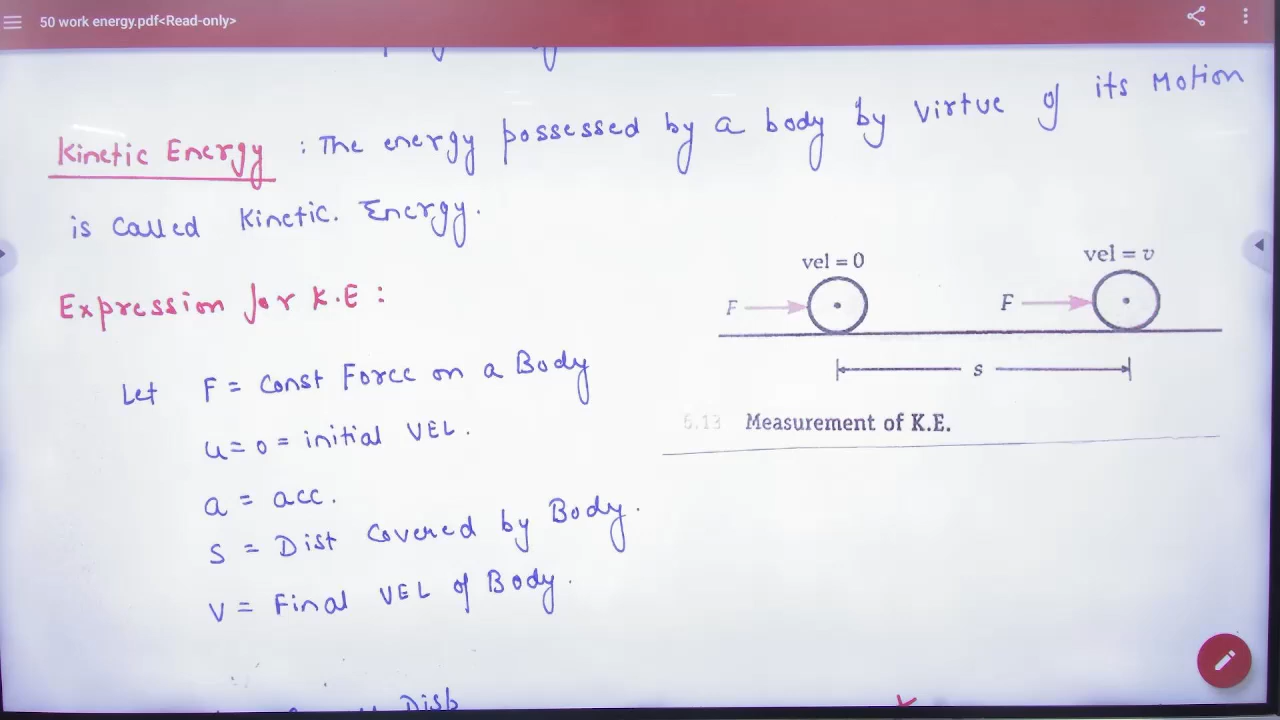 50 work energy.pdf<Read-only>
Kinetic Energy : The energy possessed by a body by virtue of its Motion
is called Kinetic. Energy.
vel = 0
vel = v
F
F
Expression for K.E :
s
Let F = Const Force on a Body
5.13 Measurement of K.E.
u = 0 = initial VEL.
a = acc.
S = Dist Covered by Body.
V = Final VEL of Body.